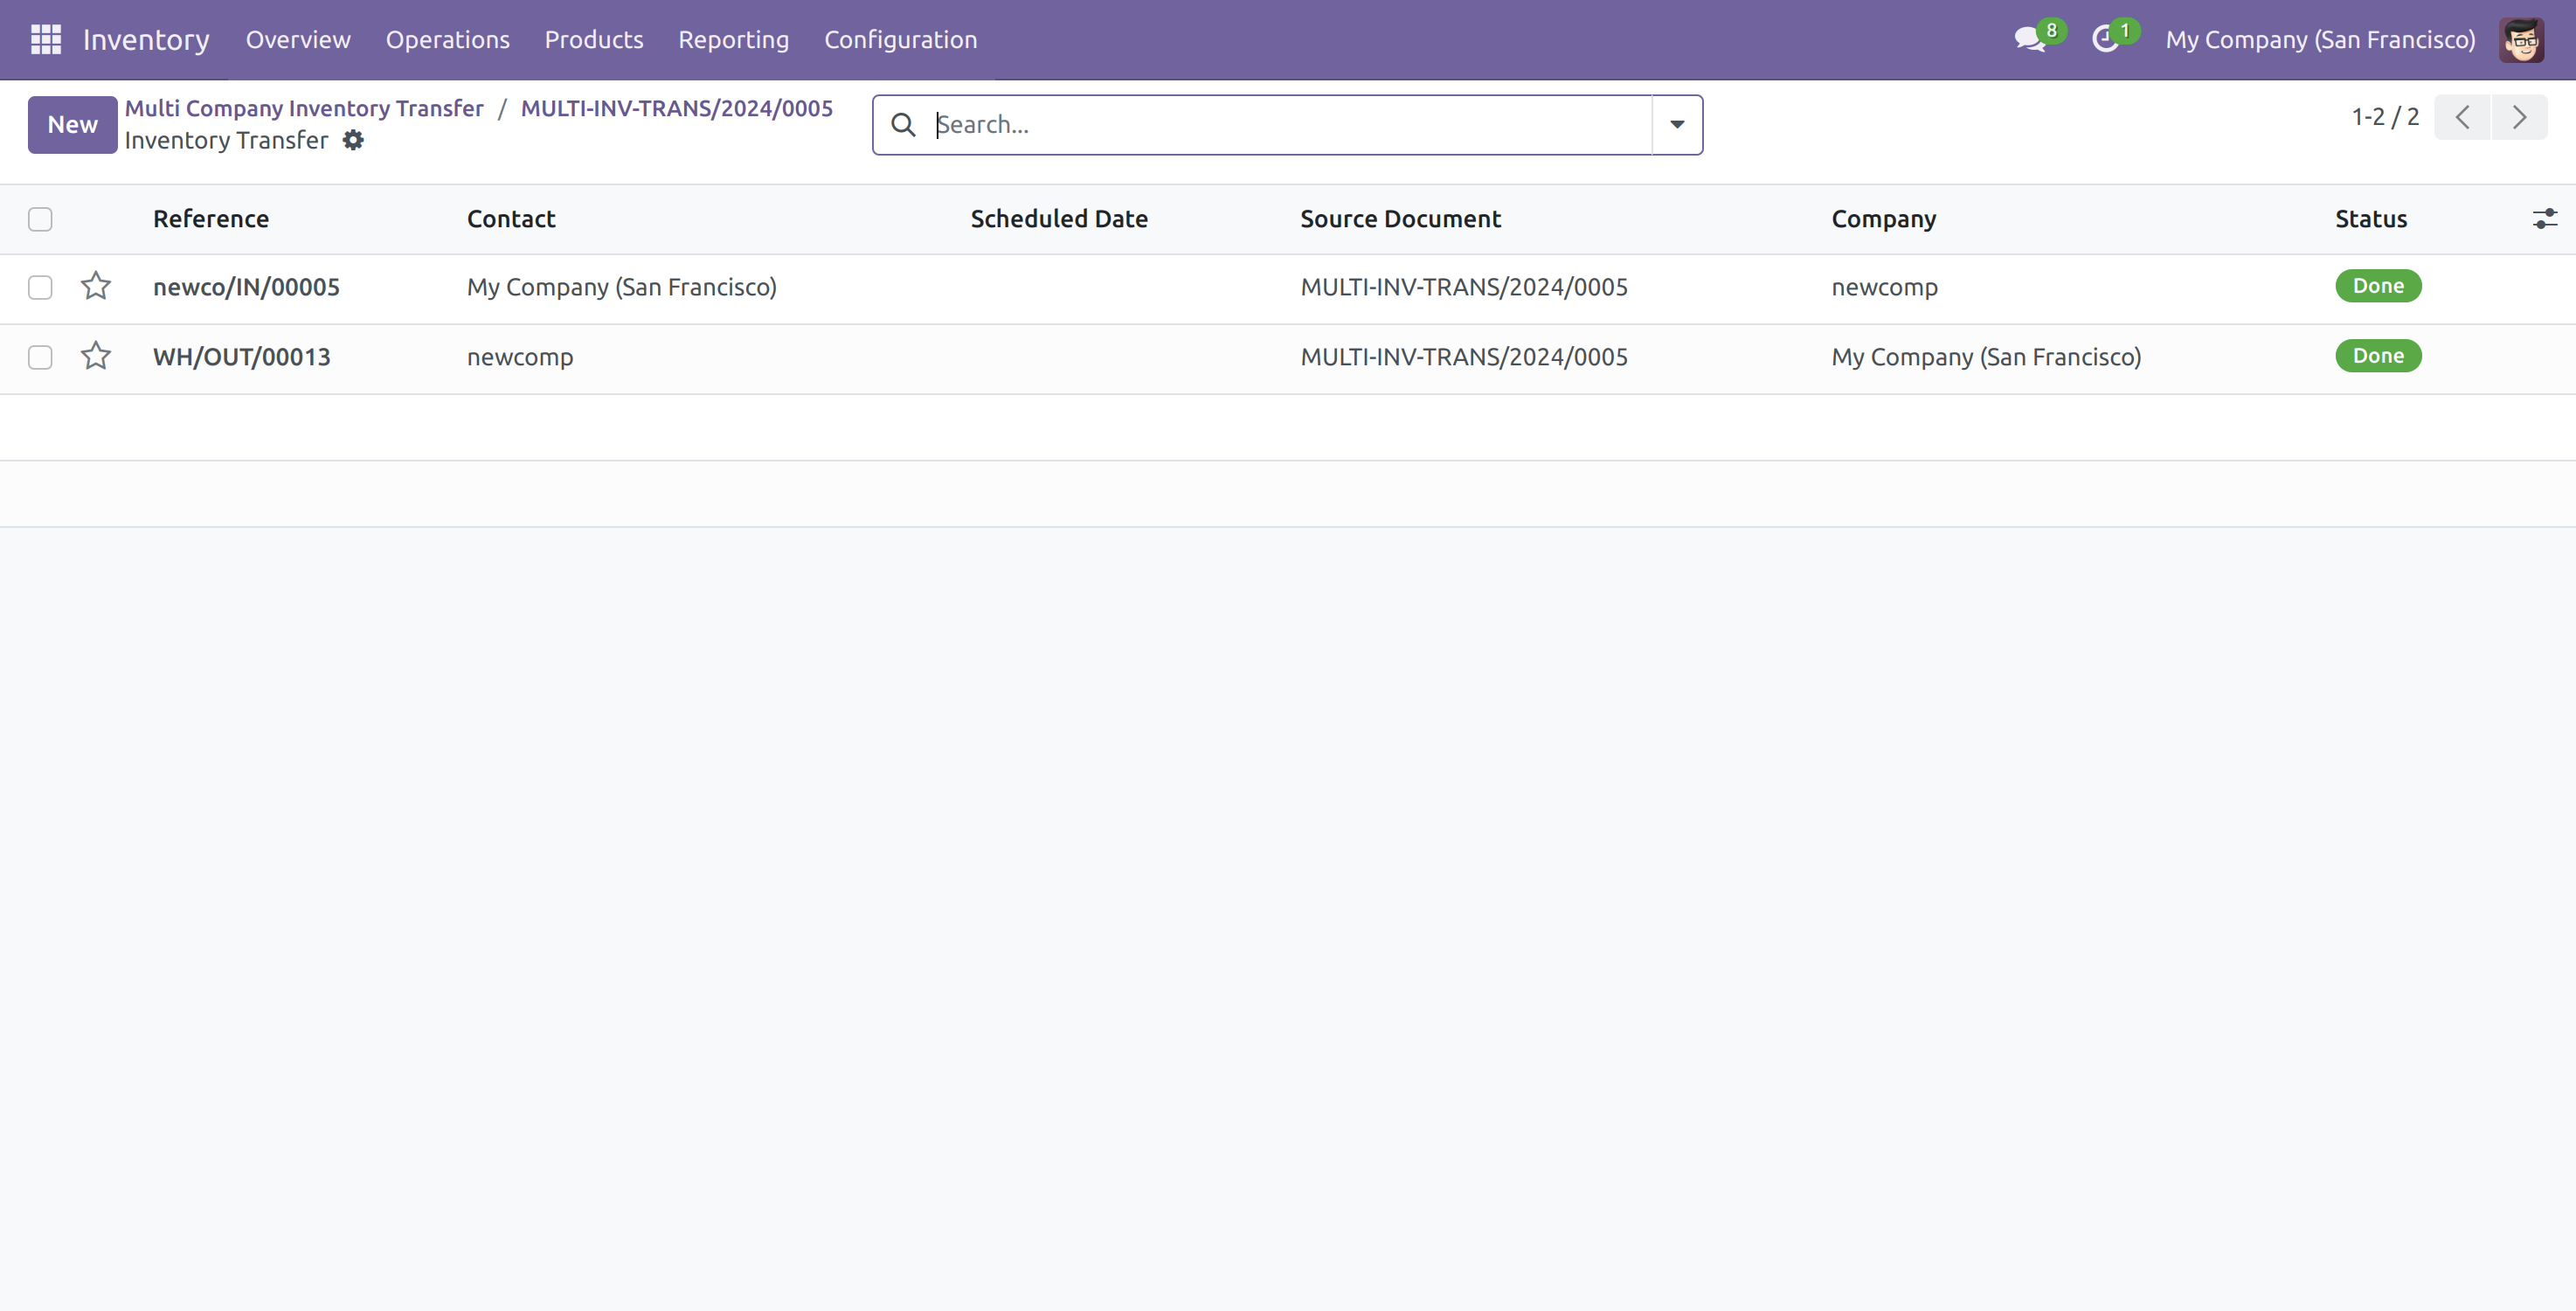 Inventory Overview Operations Products Reporting Configuration 8 1 My Company (San Francisco)
New Multi Company Inventory Transfer / MULTI-INV-TRANS/2024/0005 Search... 1-2 / 2
Inventory Transfer
Reference Contact Scheduled Date Source Document Company Status
newco/IN/00005 My Company (San Francisco) MULTI-INV-TRANS/2024/0005 newcomp Done
WH/OUT/00013 newcomp MULTI-INV-TRANS/2024/0005 My Company (San Francisco) Done